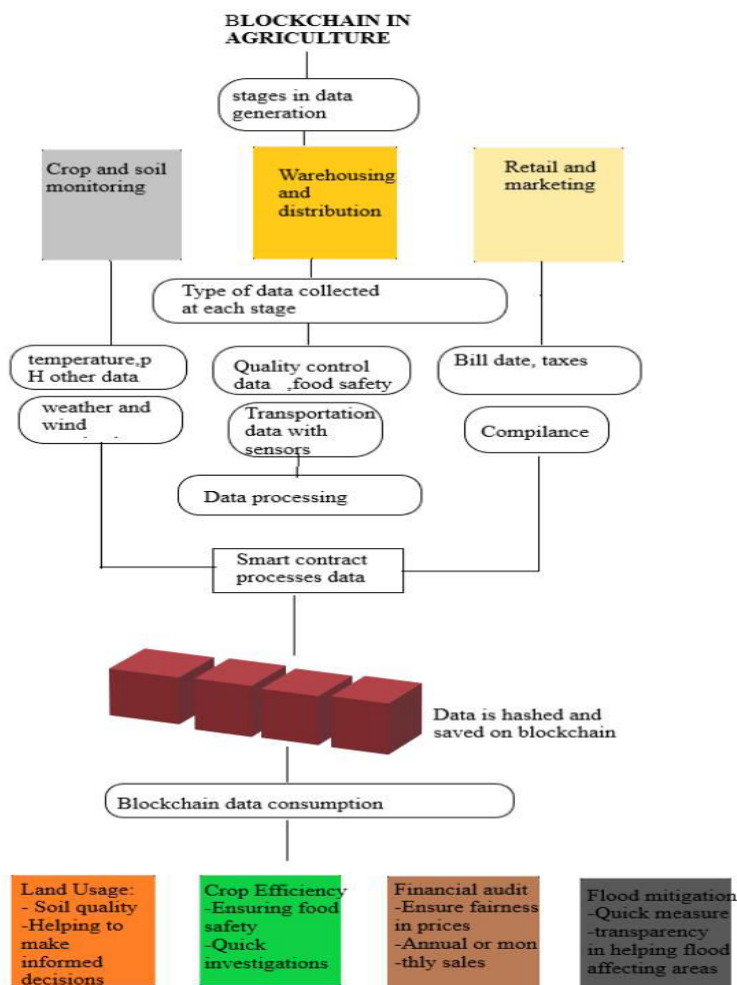 BLOCKCHAIN IN
AGRICULTURE
stages in data
generation
Crop and soil
monitoring
Warehousing
and
distribution
Retail and
marketing
Type of data collected
at each stage
temperature,p
H other data
weather and
wind
Quality control
data ,food safety
Transportation
data with
sensors
Bill date, taxes
Compilance
Data processing
Smart contract
processes data
Data is hashed and
saved on blockchain
Blockchain data consumption
Land Usage:
- Soil quality
-Helping to
make
informed
decisions
Crop Efficiency
-Ensuring food
safety
-Quick
investigations
Financial audit
-Ensure fairness
in prices
-Annual or mon
-thly sales
Flood mitigation
-Quick measure
-transparency
in helping flood
affecting areas